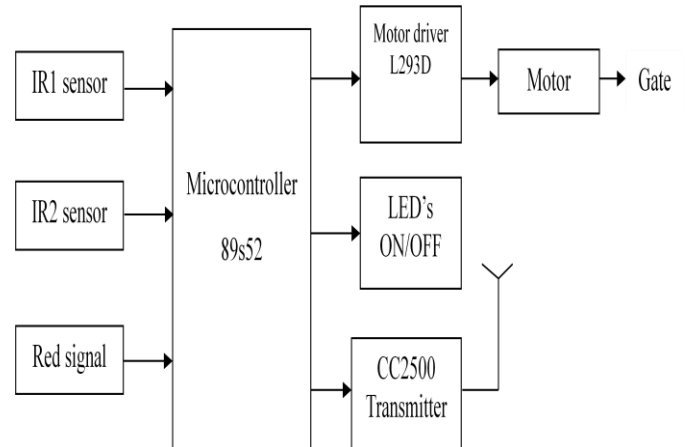 IR1 sensor
IR2 sensor
Red signal
Microcontroller
89s52
Motor driver
L293D
Motor
Gate
LED's
ON/OFF
CC2500
Transmitter